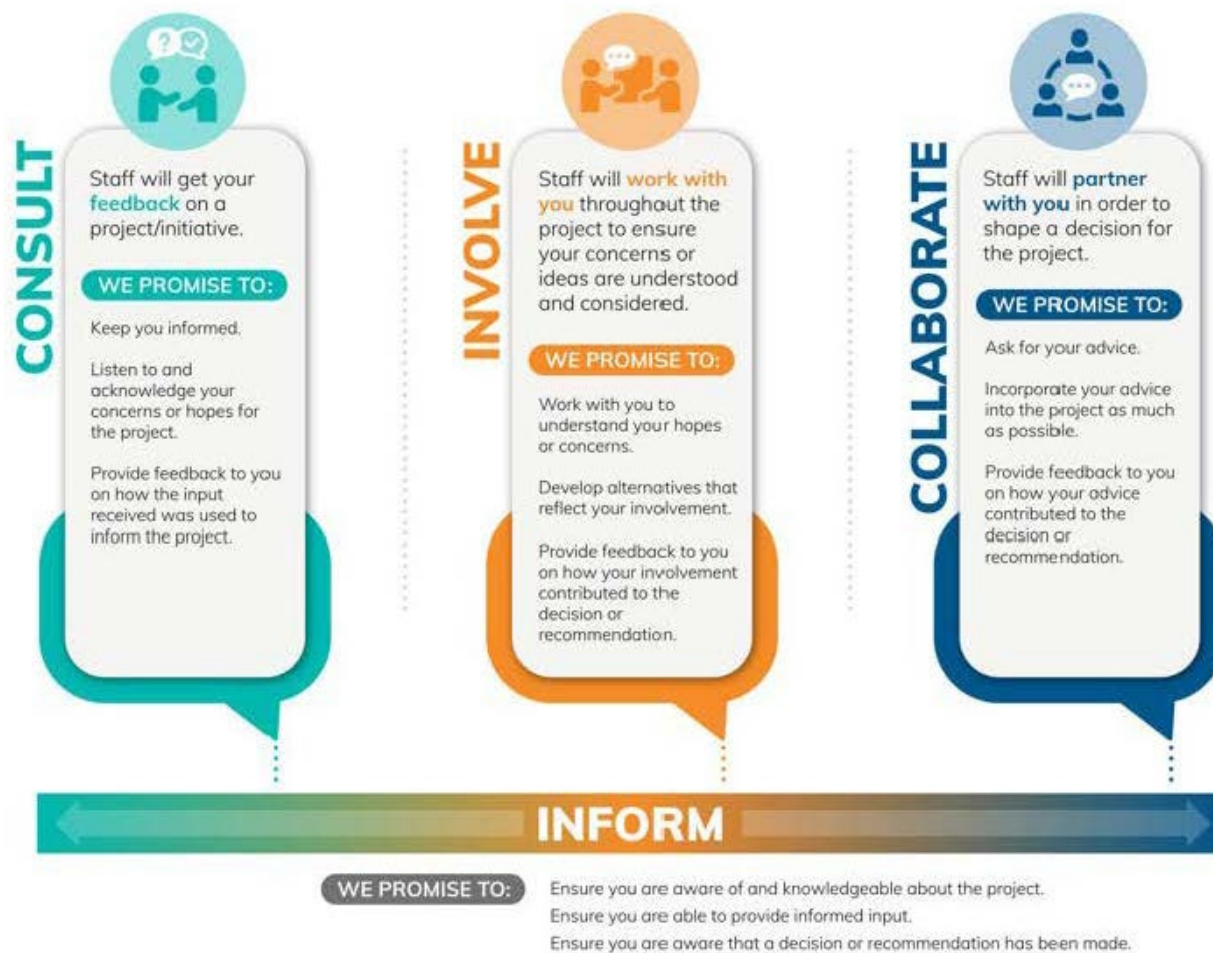 CONSULT
Staff will get your
feedback on a
project/initiative.
WE PROMISE TO:
Keep you informed.
Listen to and
acknowledge your
concerns or hopes for
the project.
Provide feedback to you
on how the input
received was used to
inform the project.
INVOLVE
Staff will work with
you throughout the
project to ensure
your concerns or
ideas are understood
and considered.
WE PROMISE TO:
Work with you to
understand your hopes
or concerns.
Develop alternatives that
reflect your involvement.
Provide feedback to you
on how your involvement
contributed to the
decision or
recommendation.
COLLABORATE
Staff will partner
with you in order to
shape a decision for
the project.
WE PROMISE TO:
Ask for your advice.
Incorporate your advice
into the project as much
as possible.
Provide feedback to you
on how your advice
contributed to the
decision or
recommendation.
INFORM
WE PROMISE TO:
Ensure you are aware of and knowledgeable about the project.
Ensure you are able to provide informed input.
Ensure you are aware that a decision or recommendation has been made.